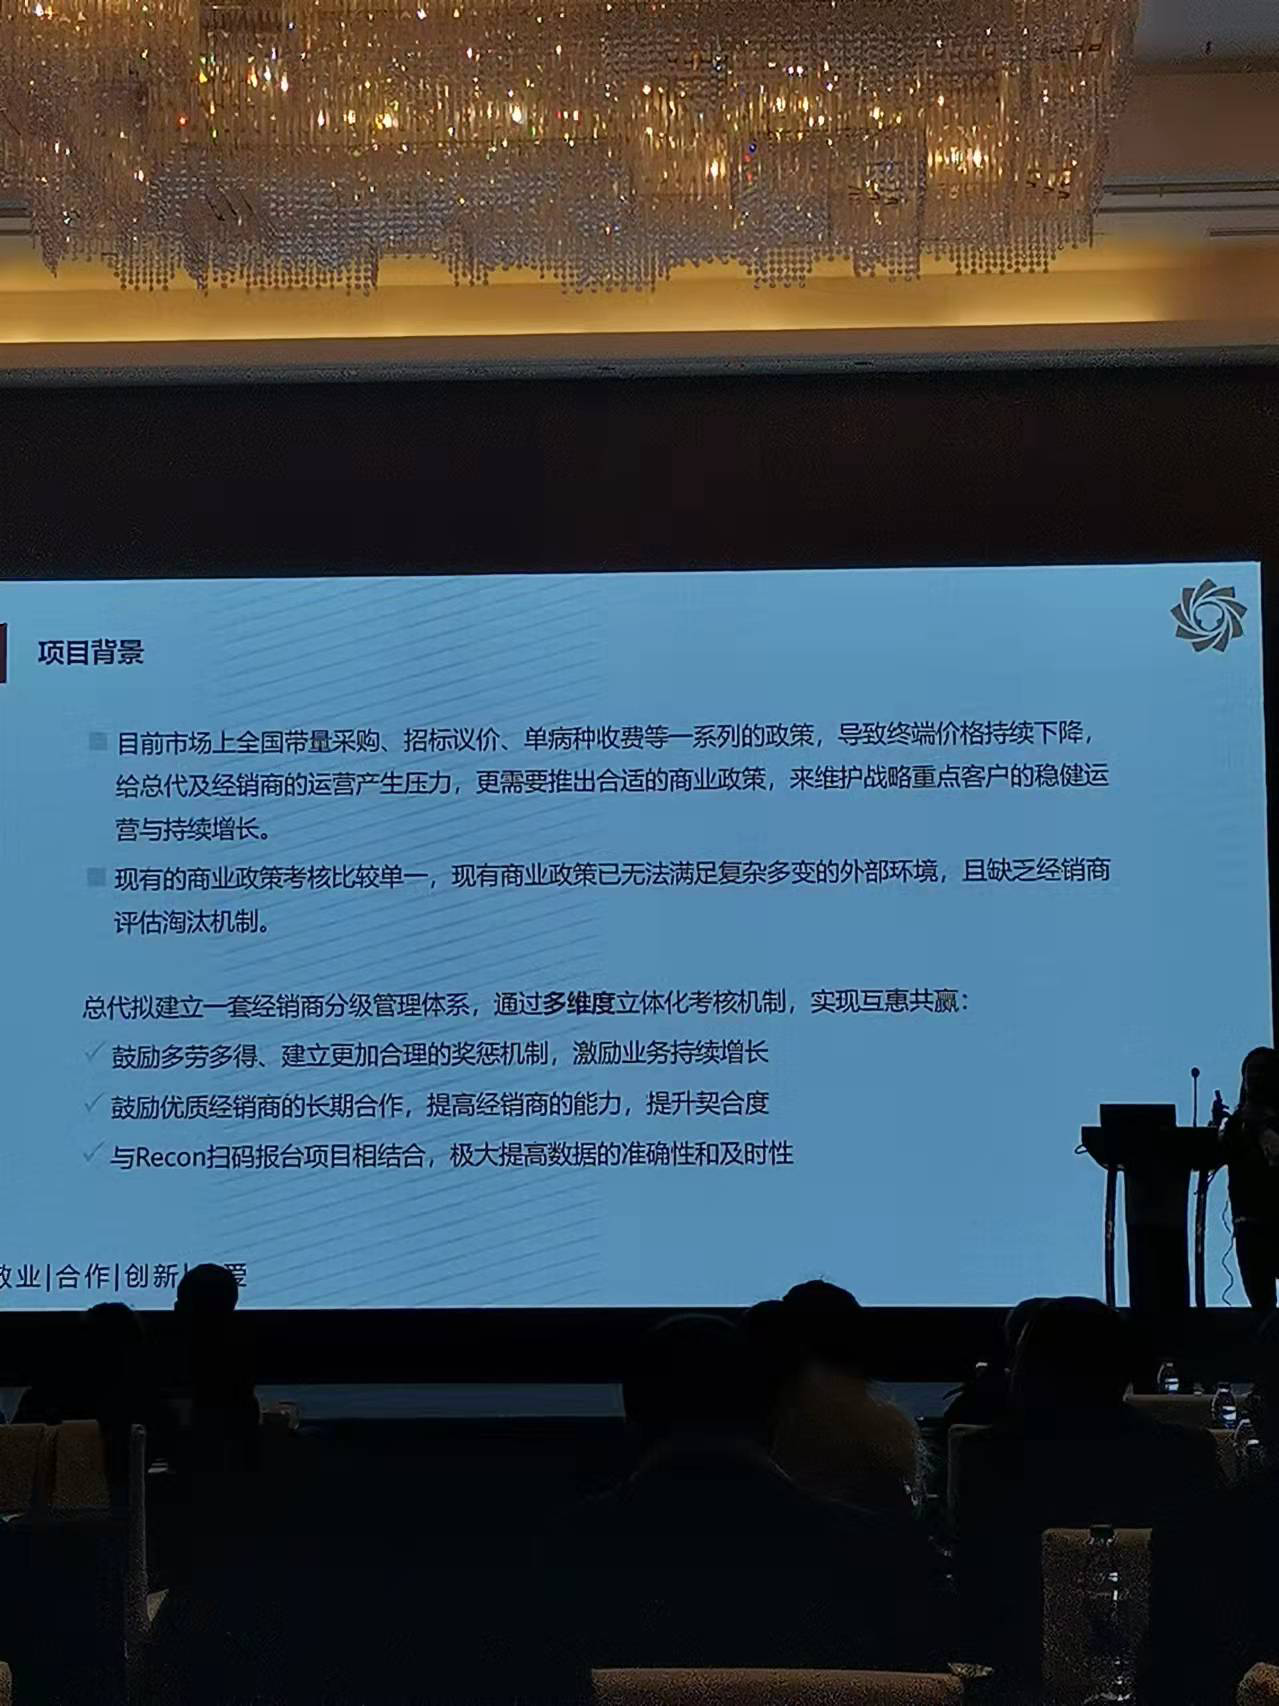 项目背景
目前市场上全国带量采购、招标议价、单病种收费等一系列的政策，导致终端价格持续下降，
给总代及经销商的运营产生压力，更需要推出合适的商业政策，来维护战略重点客户的稳健运
营与持续增长。
现有的商业政策考核比较单一，现有商业政策已无法满足复杂多变的外部环境，且缺乏经销商
评估淘汰机制。
总代拟建立一套经销商分级管理体系，通过多维度立体化考核机制，实现互惠共赢：
鼓励多劳多得、建立更加合理的奖惩机制，激励业务持续增长
鼓励优质经销商的长期合作，提高经销商的能力，提升契合度
与Recon扫码报台项目相结合，极大提高数据的准确性和及时性
业|合作|创新|爱